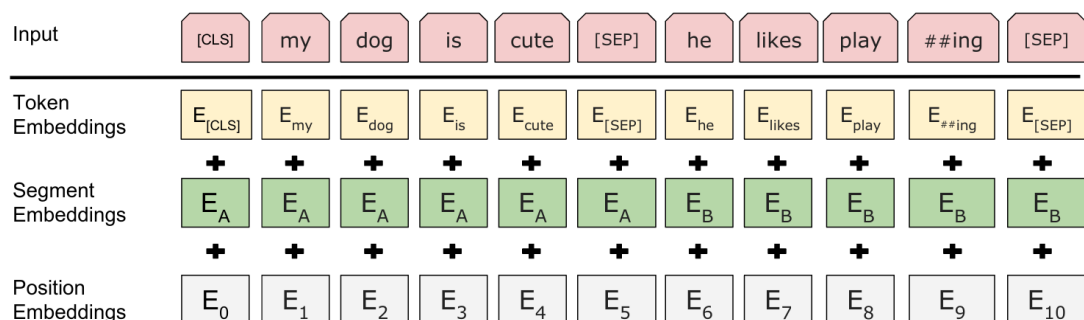 Input [CLS] my dog is cute [SEP] he likes play ##ing [SEP]
Token Embeddings E[CLS] Emy Edog Eis Ecute E[SEP] Ehe Elikes Eplay E##ing E[SEP]
+ + + + + + + + + + +
Segment Embeddings EA EA EA EA EA EA EB EB EB EB EB
+ + + + + + + + + + +
Position Embeddings E0 E1 E2 E3 E4 E5 E6 E7 E8 E9 E10